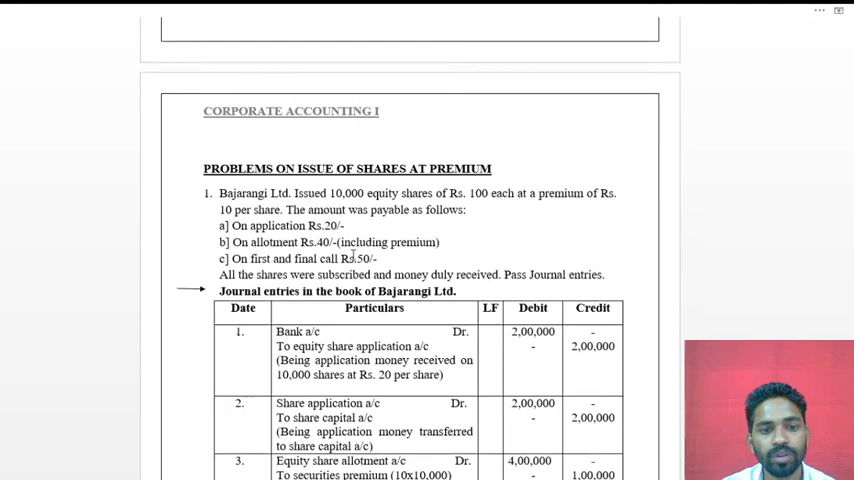 CORPORATE ACCOUNTING I
PROBLEMS ON ISSUE OF SHARES AT PREMIUM
1. Bajarangi Ltd. Issued 10,000 equity shares of Rs. 100 each at a premium of Rs.
10 per share. The amount was payable as follows:
a] On application Rs.20/-
b] On allotment Rs.40/-(including premium)
c] On first and final call Rs.50/-
All the shares were subscribed and money duly received. Pass Journal entries.
Journal entries in the book of Bajarangi Ltd.
Date Particulars LF Debit Credit
1. Bank a/c Dr. 2,00,000 -
To equity share application a/c - 2,00,000
(Being application money received on
10,000 shares at Rs. 20 per share)
2. Share application a/c Dr. 2,00,000 -
To share capital a/c - 2,00,000
(Being application money transferred
to share capital a/c)
3. Equity share allotment a/c Dr. 4,00,000 -
To securities premium (10x10,000) - 1,00,000